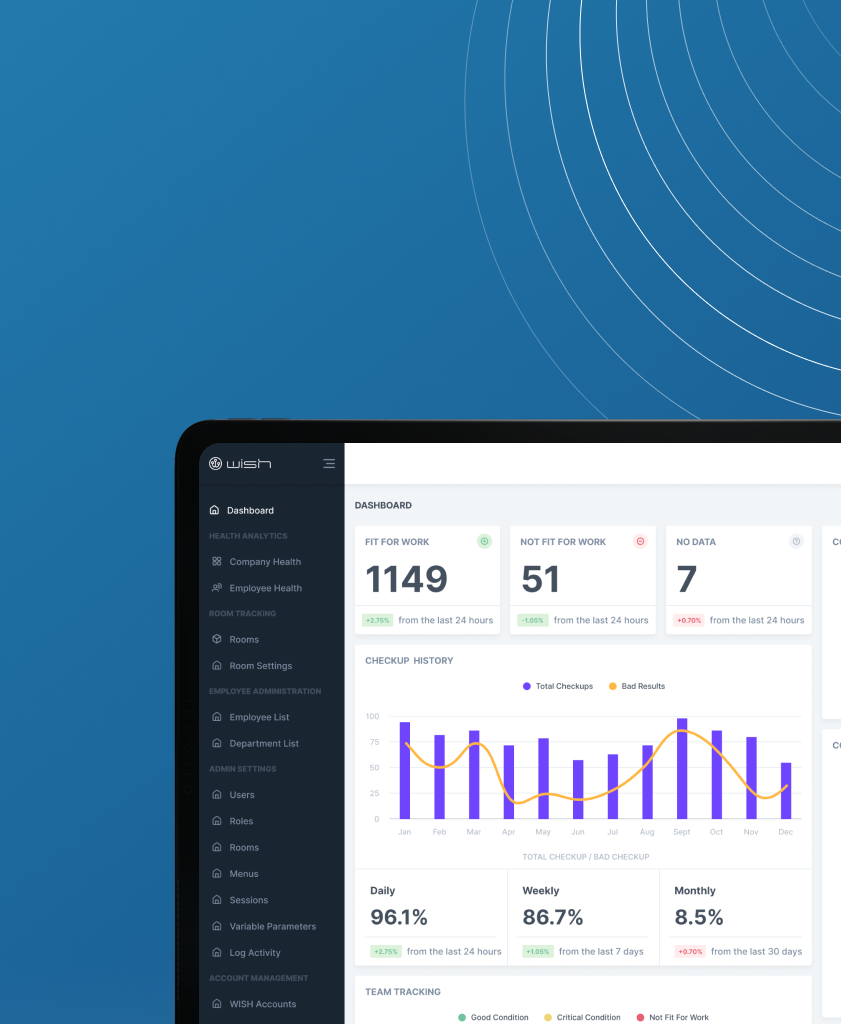 wish
Dashboard
HEALTH ANALYTICS
Company Health
Employee Health
ROOM TRACKING
Rooms
Room Settings
EMPLOYEE ADMINISTRATION
Employee List
Department List
ADMIN SETTINGS
Users
Roles
Rooms
Menus
Sessions
Variable Parameters
Log Activity
ACCOUNT MANAGEMENT
WISH Accounts
DASHBOARD
FIT FOR WORK
1149
+2.75% from the last 24 hours
NOT FIT FOR WORK
51
-1.05% from the last 24 hours
NO DATA
7
+0.70% from the last 24 hours
CHECKUP HISTORY
Total Checkups Bad Results
100
75
50
25
0
Jan Feb Mar Apr May Jun Jul Aug Sept Oct Nov Dec
TOTAL CHECKUP / BAD CHECKUP
Daily
96.1%
+2.75% from the last 24 hours
Weekly
86.7%
+1.05% from the last 7 days
Monthly
8.5%
+0.70% from the last 30 days
TEAM TRACKING
Good Condition Critical Condition Not Fit For Work